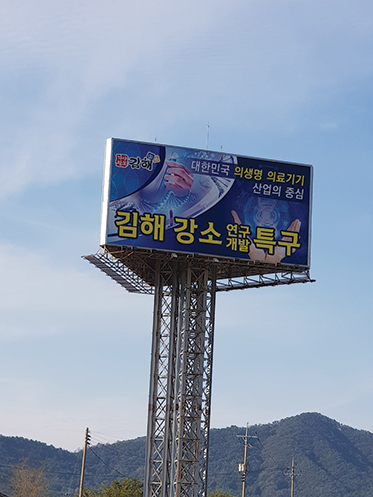 김해
대한민국 의생명 의료기기
산업의 중심
김해 강소 연구 개발 특구